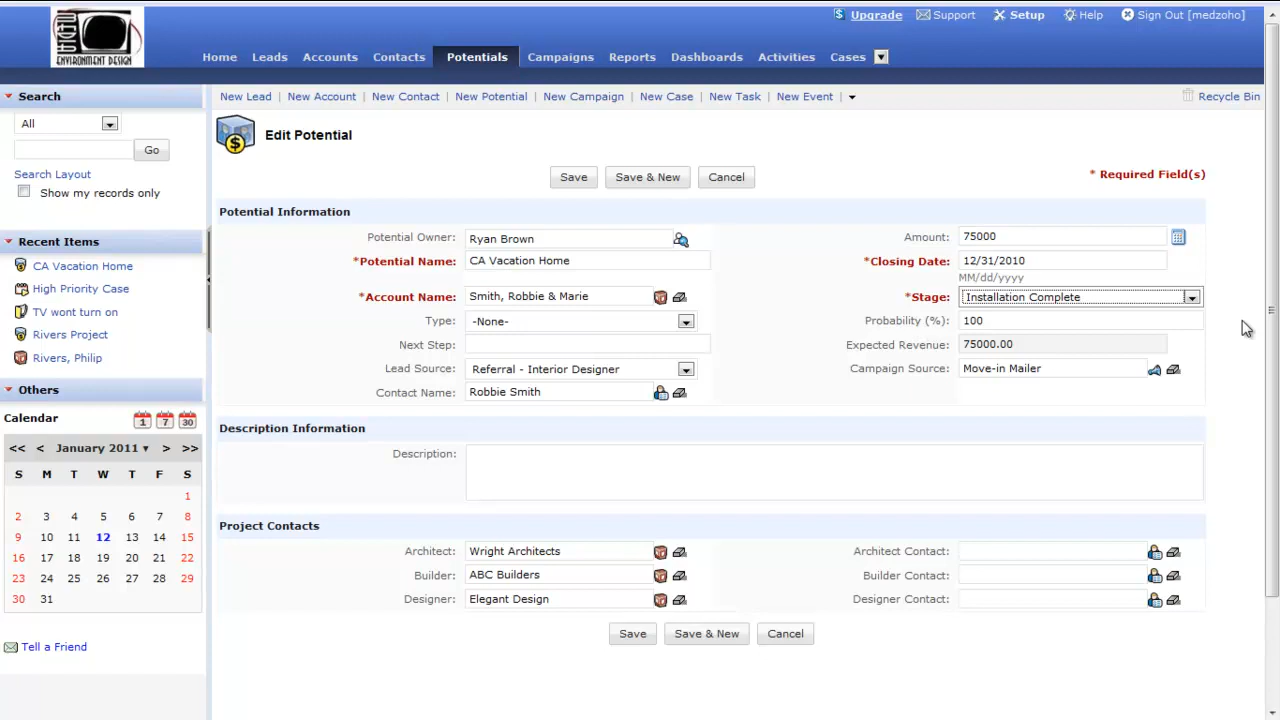 MEDIA
ENVIRONMENT DESIGN
$ Upgrade Support Setup Help Sign Out [medzoho]
Home Leads Accounts Contacts Potentials Campaigns Reports Dashboards Activities Cases
Search
New Lead | New Account | New Contact | New Potential | New Campaign | New Case | New Task | New Event |
Recycle Bin
All
Go
Search Layout
Show my records only
Recent Items
CA Vacation Home
High Priority Case
TV wont turn on
Rivers Project
Rivers, Philip
Others
Calendar 1 7 30
<< < January 2011 > >>
S M T W T F S
1
2 3 4 5 6 7 8
9 10 11 12 13 14 15
16 17 18 19 20 21 22
23 24 25 26 27 28 29
30 31
Tell a Friend
$ Edit Potential
Save Save & New Cancel
* Required Field(s)
Potential Information
Potential Owner: Ryan Brown Amount: 75000
*Potential Name: CA Vacation Home *Closing Date: 12/31/2010
MM/dd/yyyy
*Account Name: Smith, Robbie & Marie *Stage: Installation Complete
Type: -None- Probability (%): 100
Next Step: Expected Revenue: 75000.00
Lead Source: Referral - Interior Designer Campaign Source: Move-in Mailer
Contact Name: Robbie Smith
Description Information
Description:
Project Contacts
Architect: Wright Architects Architect Contact:
Builder: ABC Builders Builder Contact:
Designer: Elegant Design Designer Contact:
Save Save & New Cancel